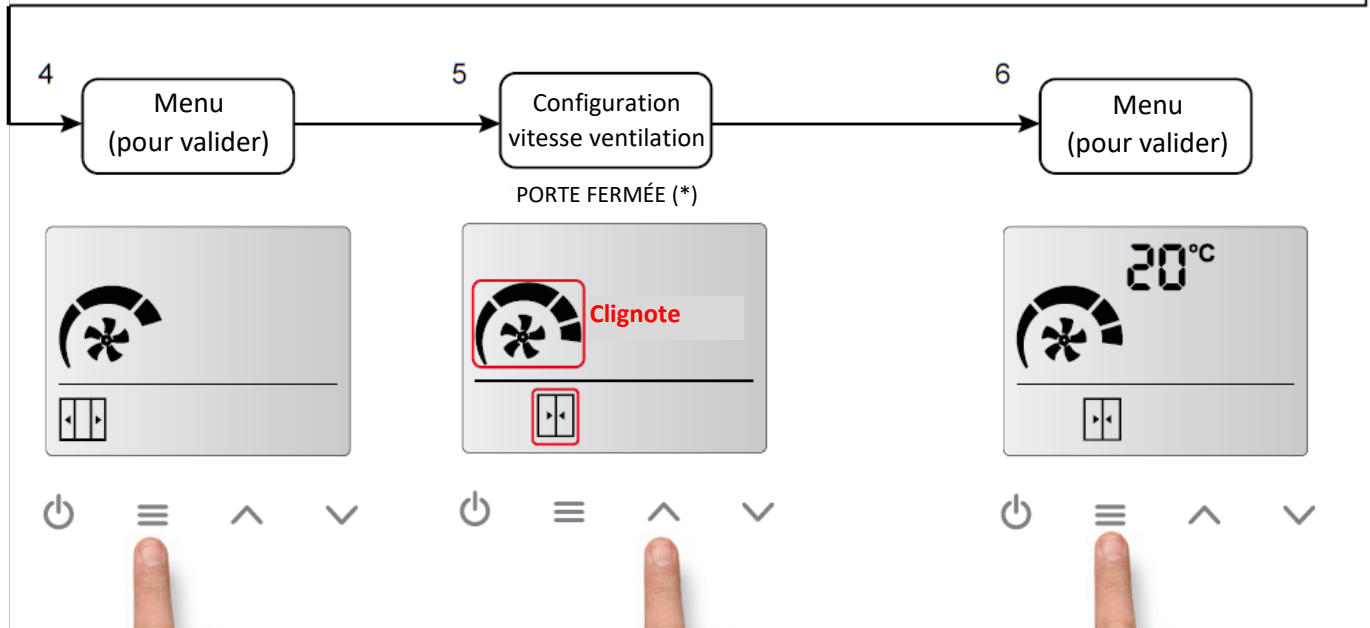 4
Menu
(pour valider)
5
Configuration
vitesse ventilation
PORTE FERMÉE (*)
Clignote
6
Menu
(pour valider)
20°C